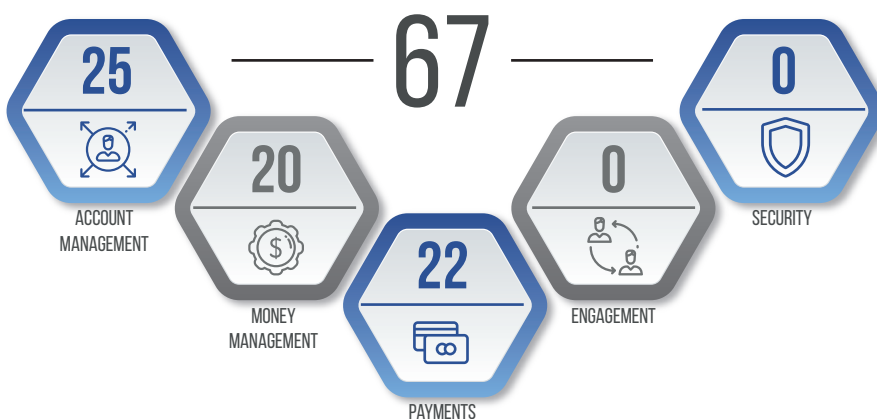 67
25
ACCOUNT
MANAGEMENT
20
$
MONEY
MANAGEMENT
22
PAYMENTS
0
ENGAGEMENT
0
SECURITY